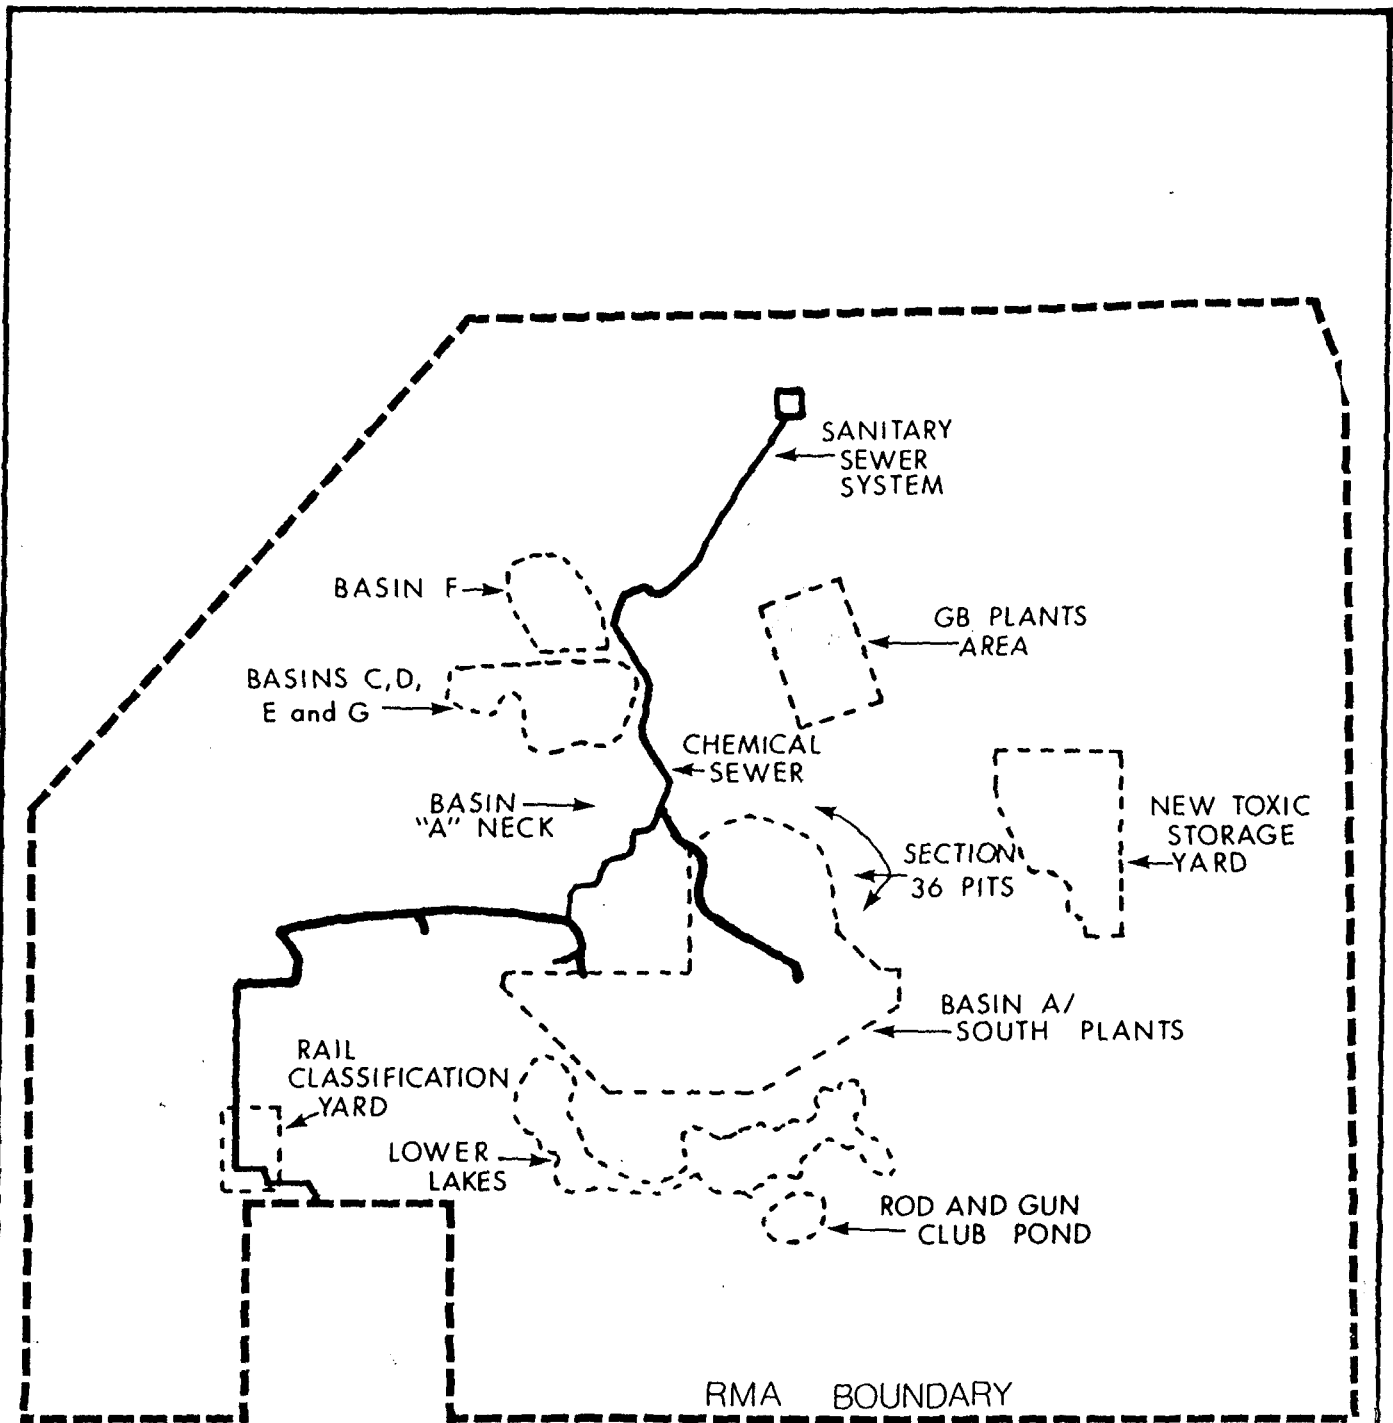 SANITARY
SEWER
SYSTEM
BASIN F
GB PLANTS
AREA
BASINS C,D,
E and G
CHEMICAL
SEWER
BASIN
"A" NECK
NEW TOXIC
STORAGE
YARD
SECTION
36 PITS
BASIN A/
SOUTH PLANTS
RAIL
CLASSIFICATION
YARD
LOWER
LAKES
ROD AND GUN
CLUB POND
RMA BOUNDARY